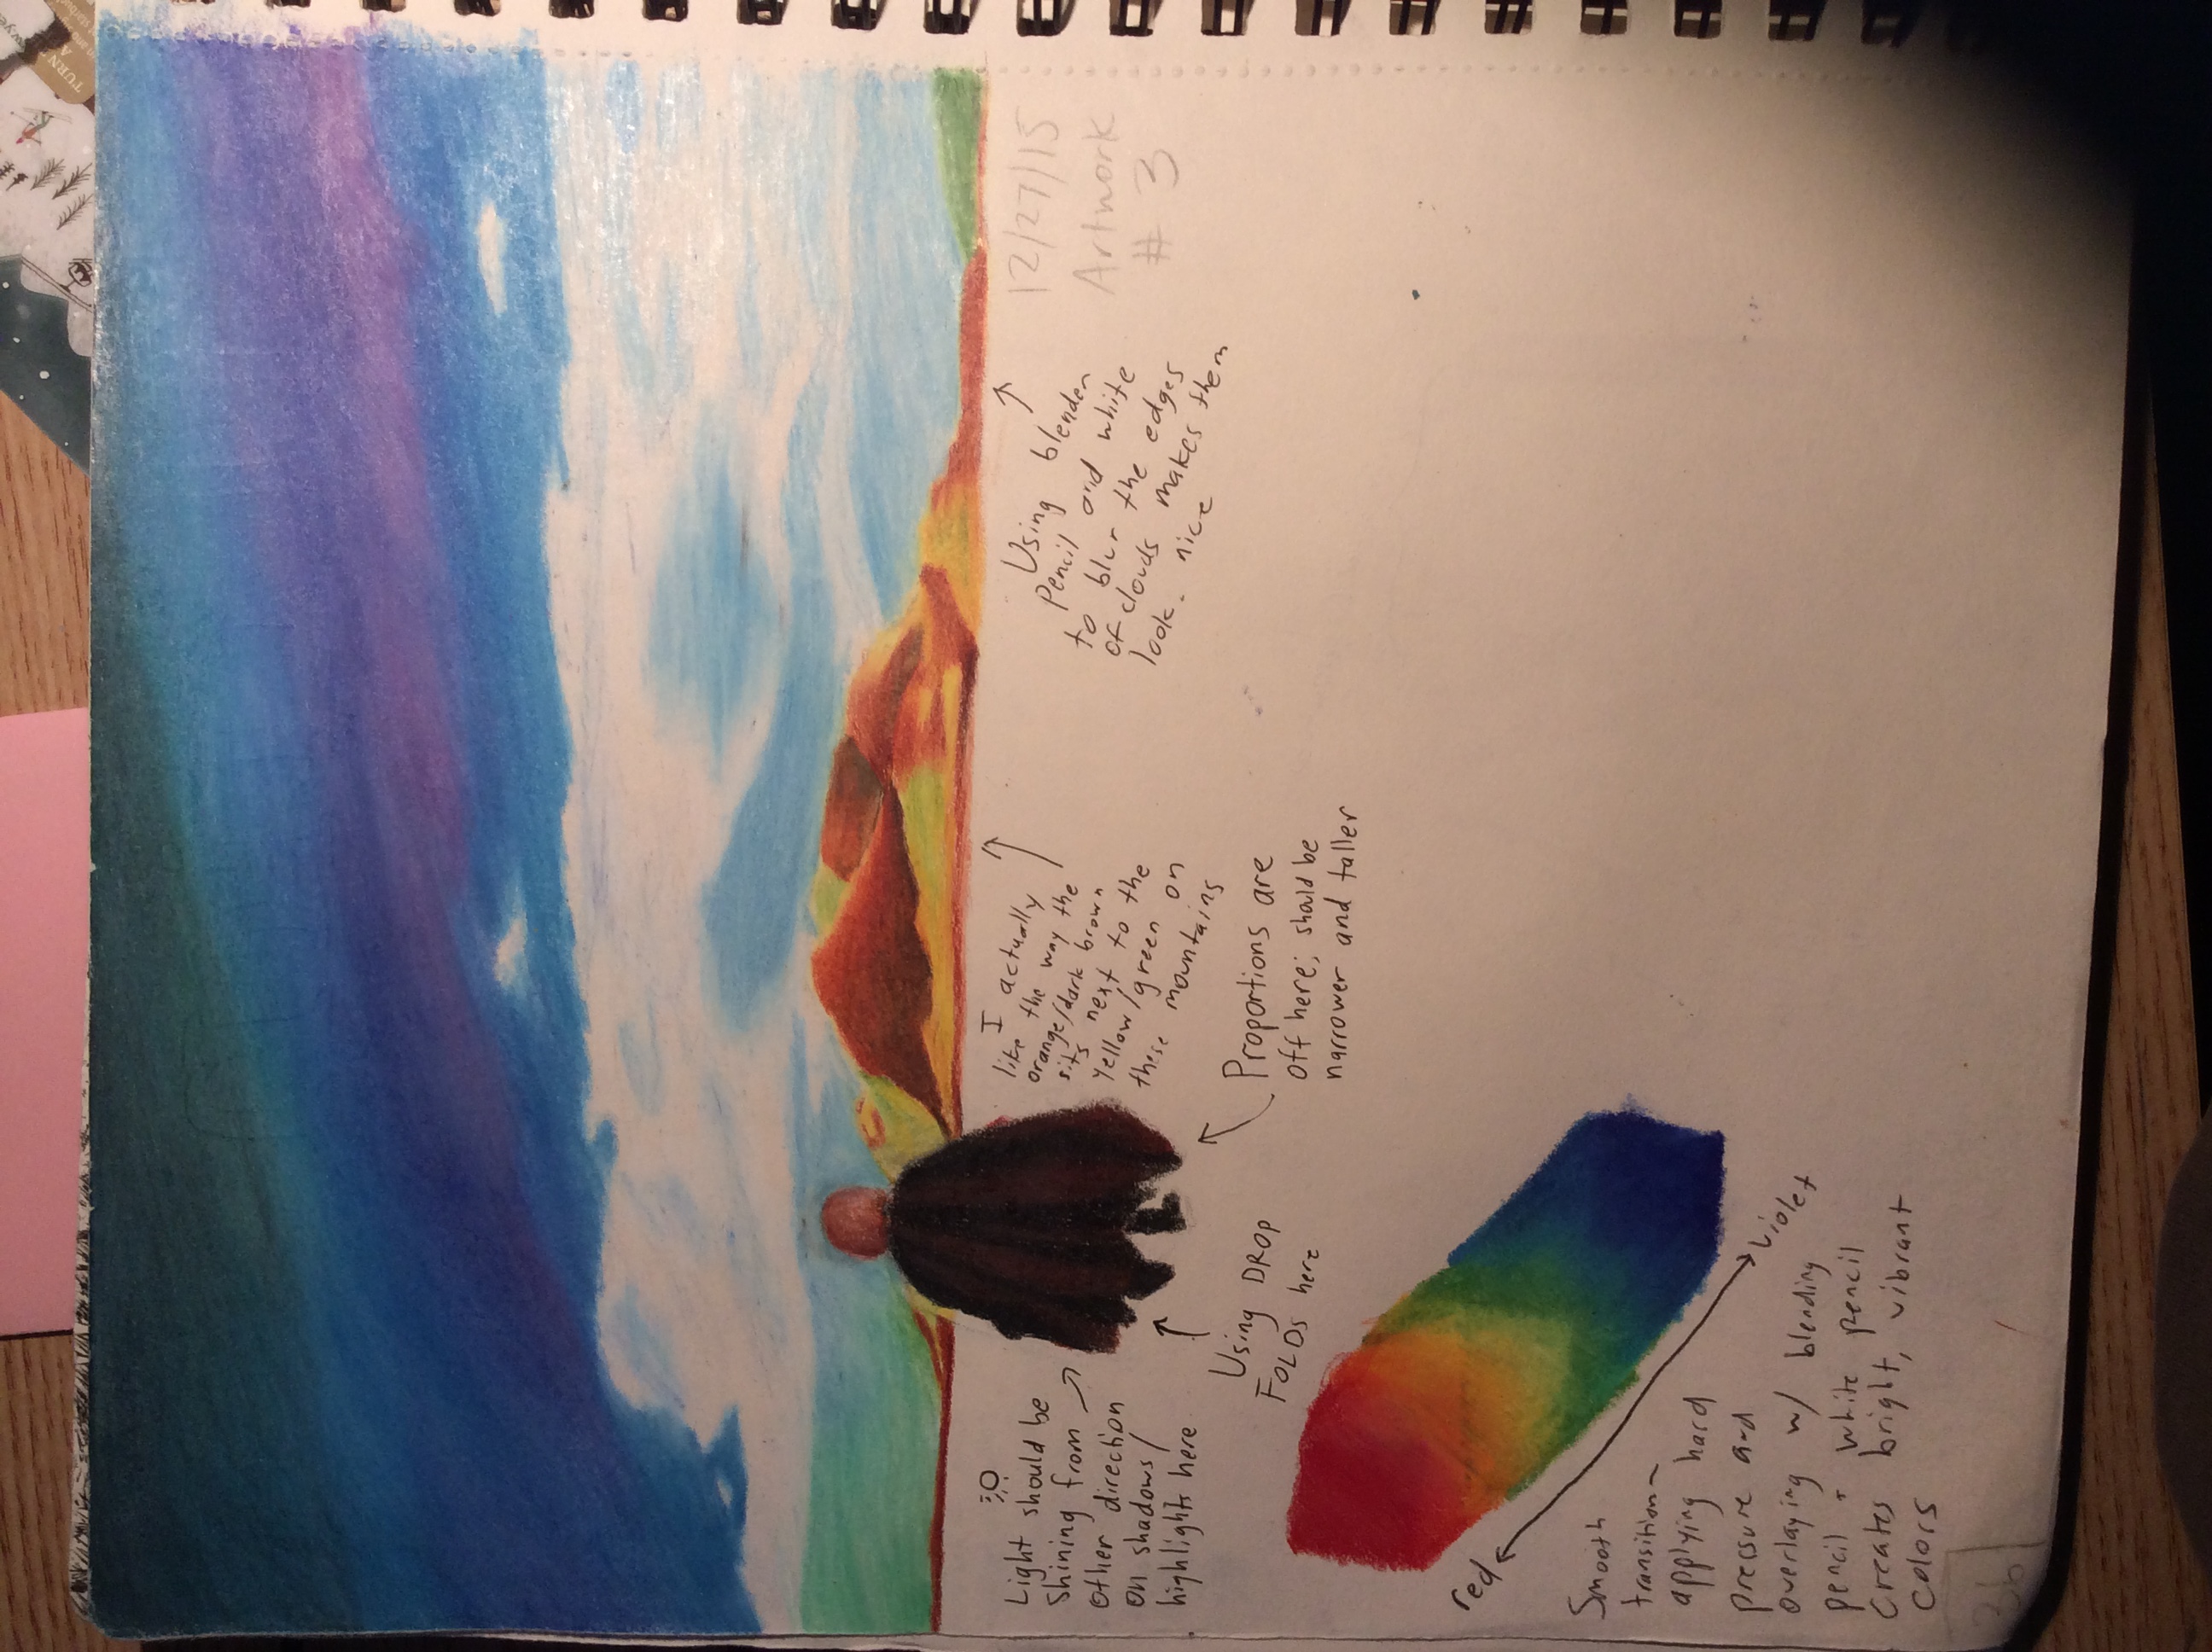 12/27/15
Artwork
# 3
Using blender
pencil and white
to blur the edges
of clouds makes them
look nice
I actually
like the way the
orange/dark brown
sits next to the
yellow/green on
these mountains
Proportions are
off here; should be
narrower and taller
Light should be
shining from
other direction
on shadows/
highlights here
Using DROP
FOLDS here
red
violet
Smooth
transition-
applying hard
pressure and
overlaying w/ blending
pencil + white pencil
creates bright, vibrant
colors
26
TURN